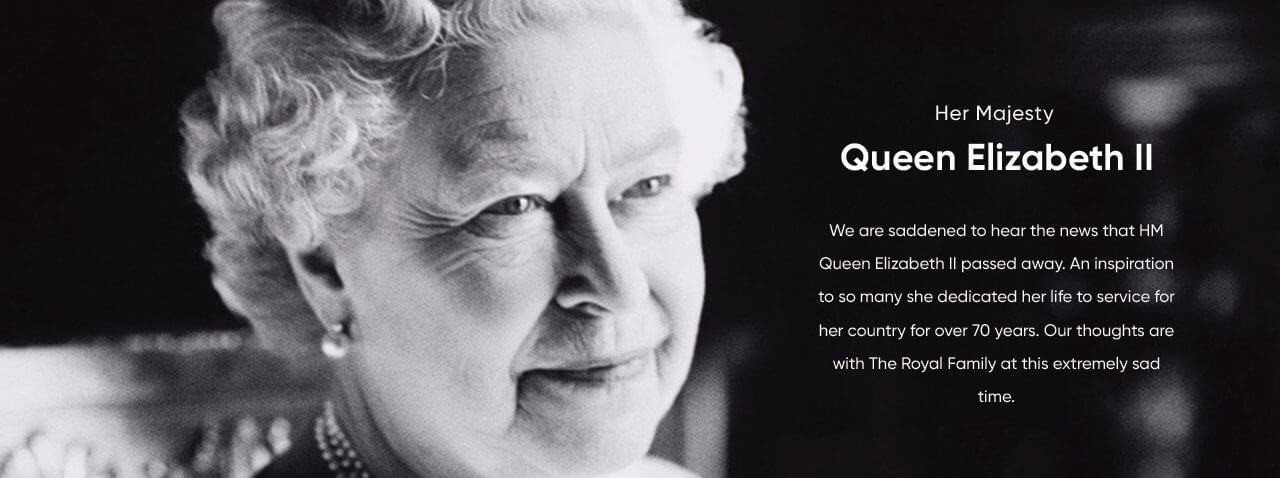 Her Majesty
Queen Elizabeth II
We are saddened to hear the news that HM
Queen Elizabeth II passed away. An inspiration
to so many she dedicated her life to service for
her country for over 70 years. Our thoughts are
with The Royal Family at this extremely sad
time.